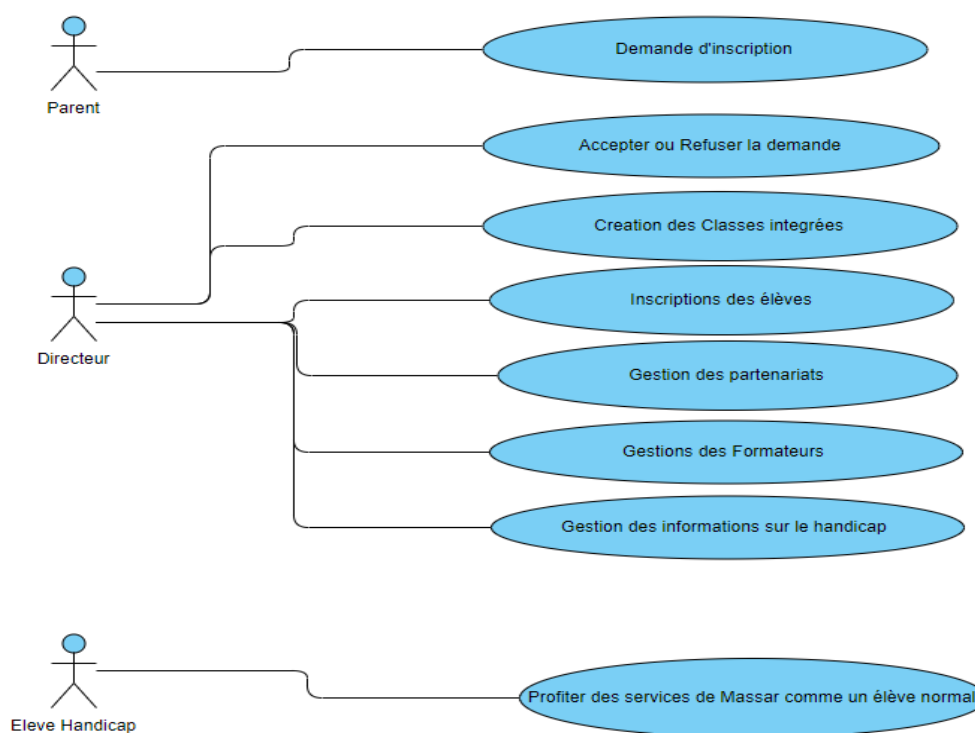 Demande d'inscription
Parent
Accepter ou Refuser la demande
Creation des Classes integrées
Inscriptions des élèves
Directeur
Gestion des partenariats
Gestions des Formateurs
Gestion des informations sur le handicap
Profiter des services de Massar comme un élève normal
Eleve Handicap